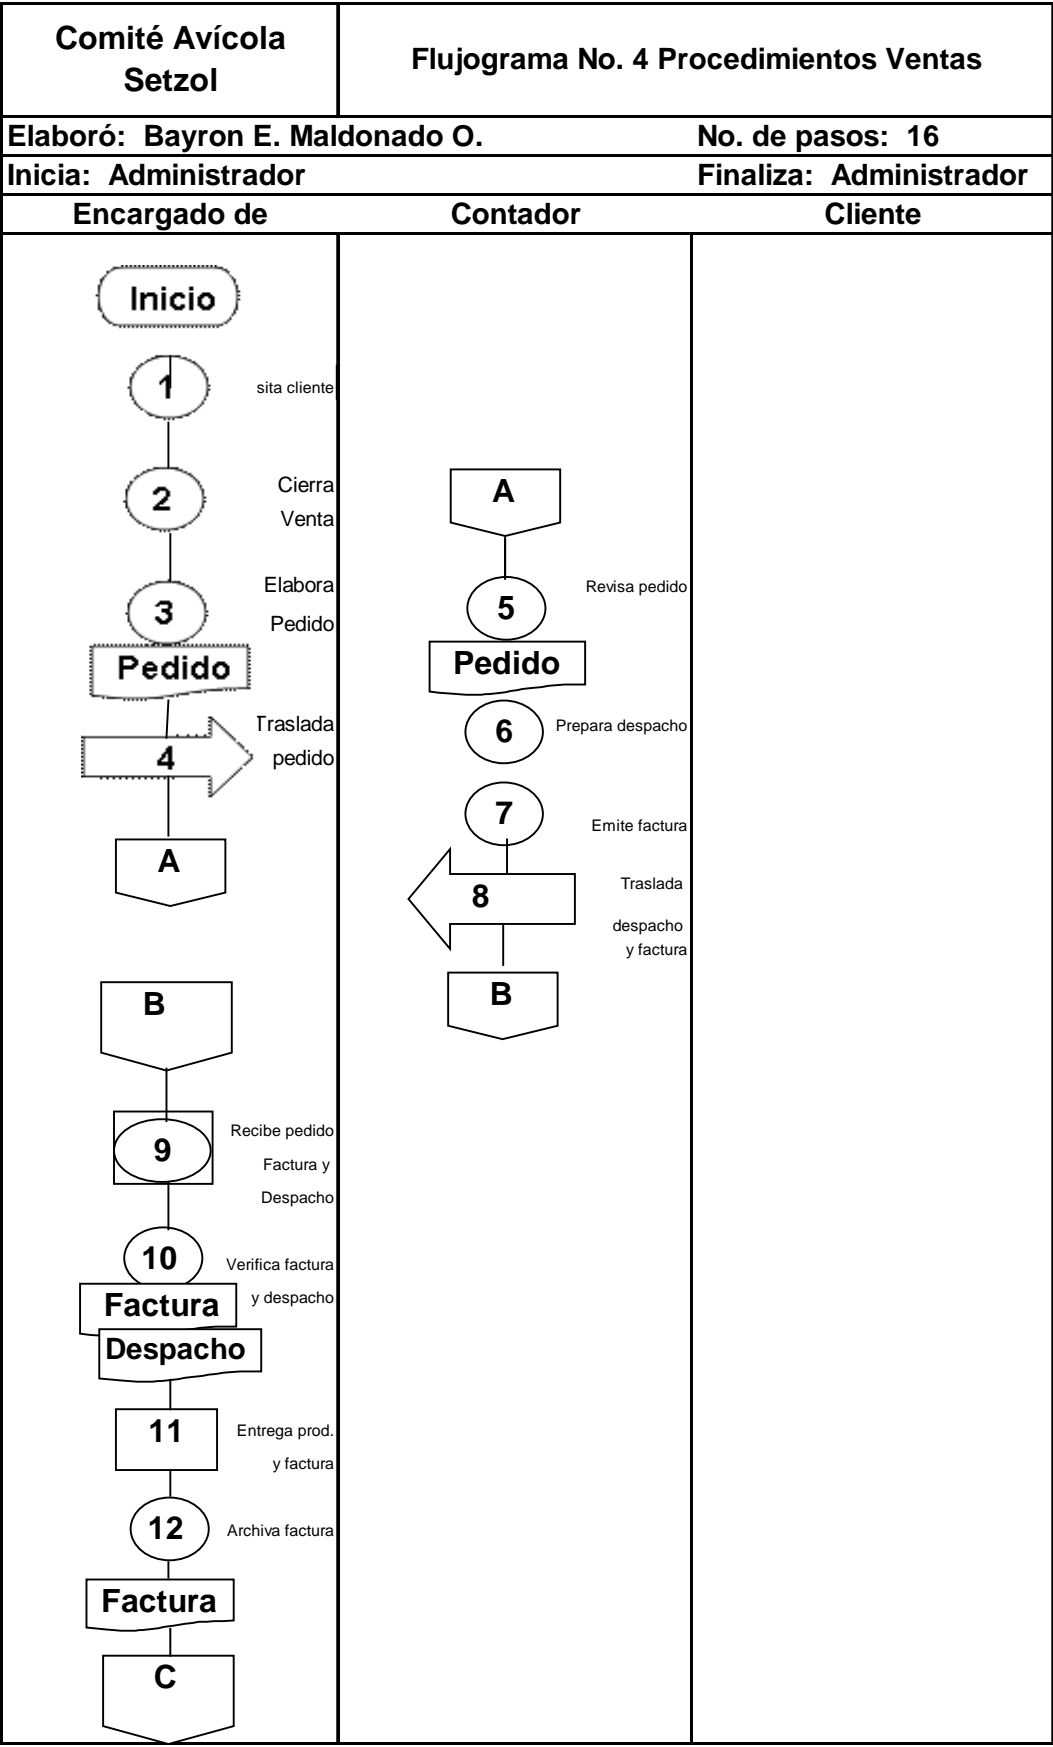 Comité Avícola
Setzol
Flujograma No. 4 Procedimientos Ventas
Elaboró: Bayron E. Maldonado O. No. de pasos: 16
Inicia: Administrador Finaliza: Administrador
Encargado de Contador Cliente
Inicio
1 sita cliente
2 Cierra
Venta
3 Elabora
Pedido
Pedido
4 Traslada
pedido
A
A
5 Revisa pedido
Pedido
6 Prepara despacho
7 Emite factura
8 Traslada
despacho
y factura
B
B
9 Recibe pedido
Factura y
Despacho
10 Verifica factura
y despacho
Factura
Despacho
11 Entrega prod.
y factura
12 Archiva factura
Factura
C